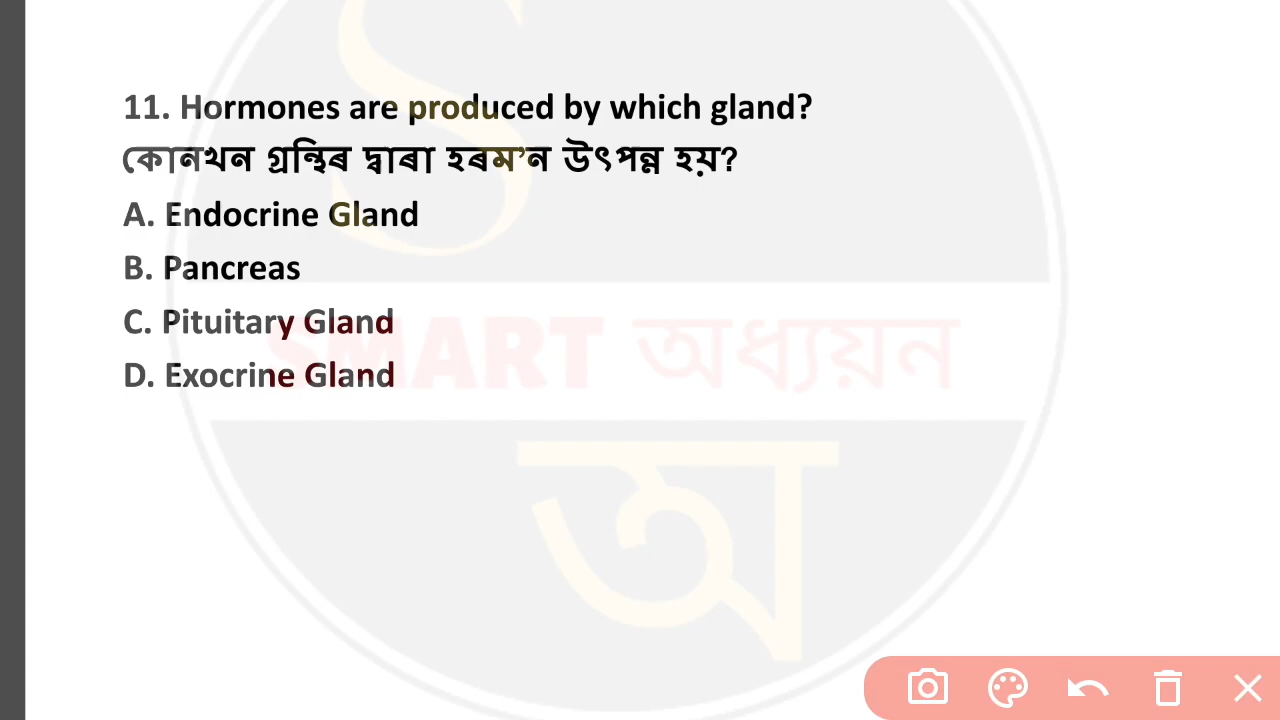 11. Hormones are produced by which gland?
কোনখন গ্ৰন্থিৰ দ্বাৰা হৰম’ন উৎপন্ন হয়?
A. Endocrine Gland
B. Pancreas
C. Pituitary Gland
D. Exocrine Gland
S
SMART অধ্যয়ন
অ